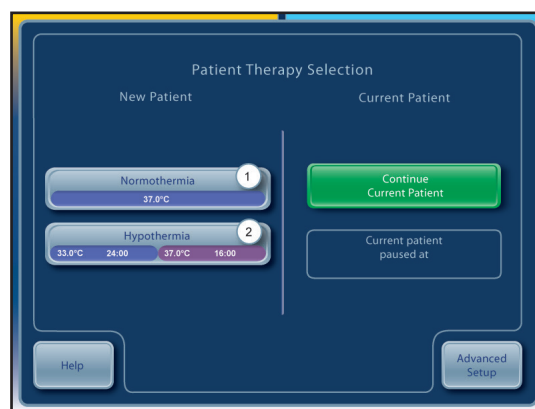 Patient Therapy Selection
New Patient
Current Patient
Normothermia
1
37.0°C
Hypothermia
2
33.0°C 24:00 37.0°C 16:00
Continue
Current Patient
Current patient
paused at
Help
Advanced
Setup